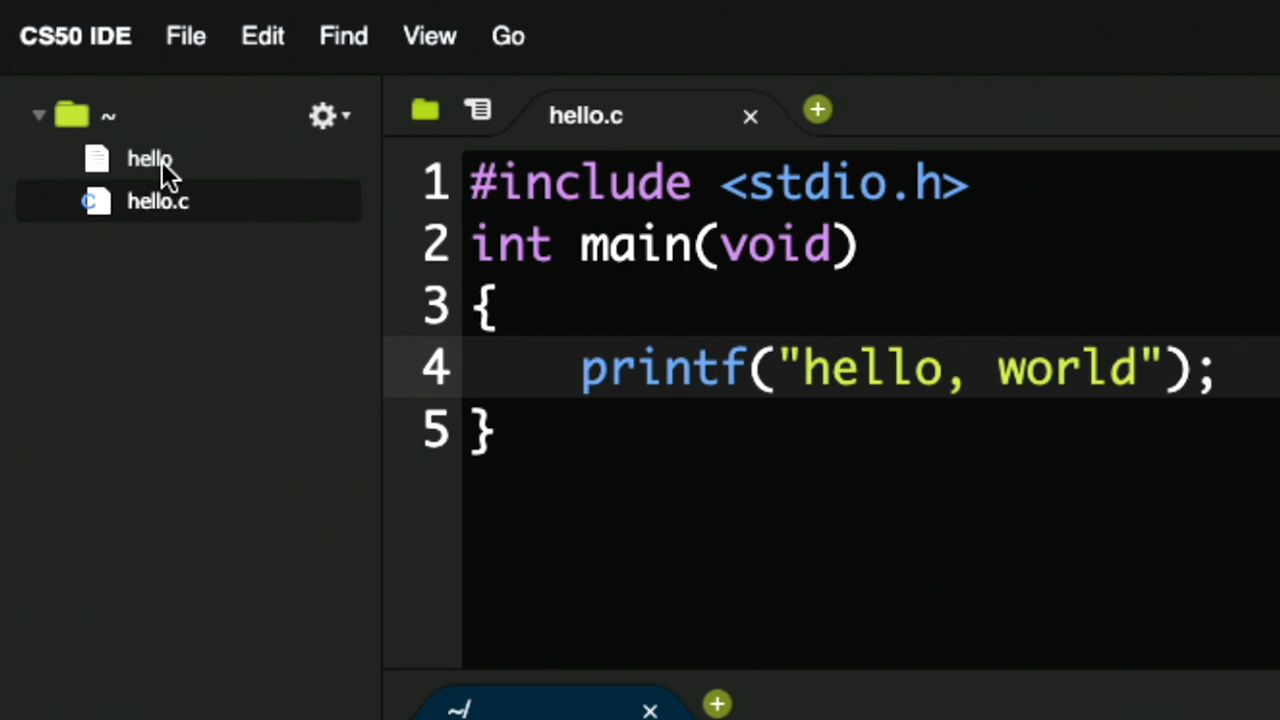 CS50 IDE File Edit Find View Go
~
hello
hello.c
hello.c
1 #include <stdio.h>
2 int main(void)
3 {
4     printf("hello, world");
5 }
~/